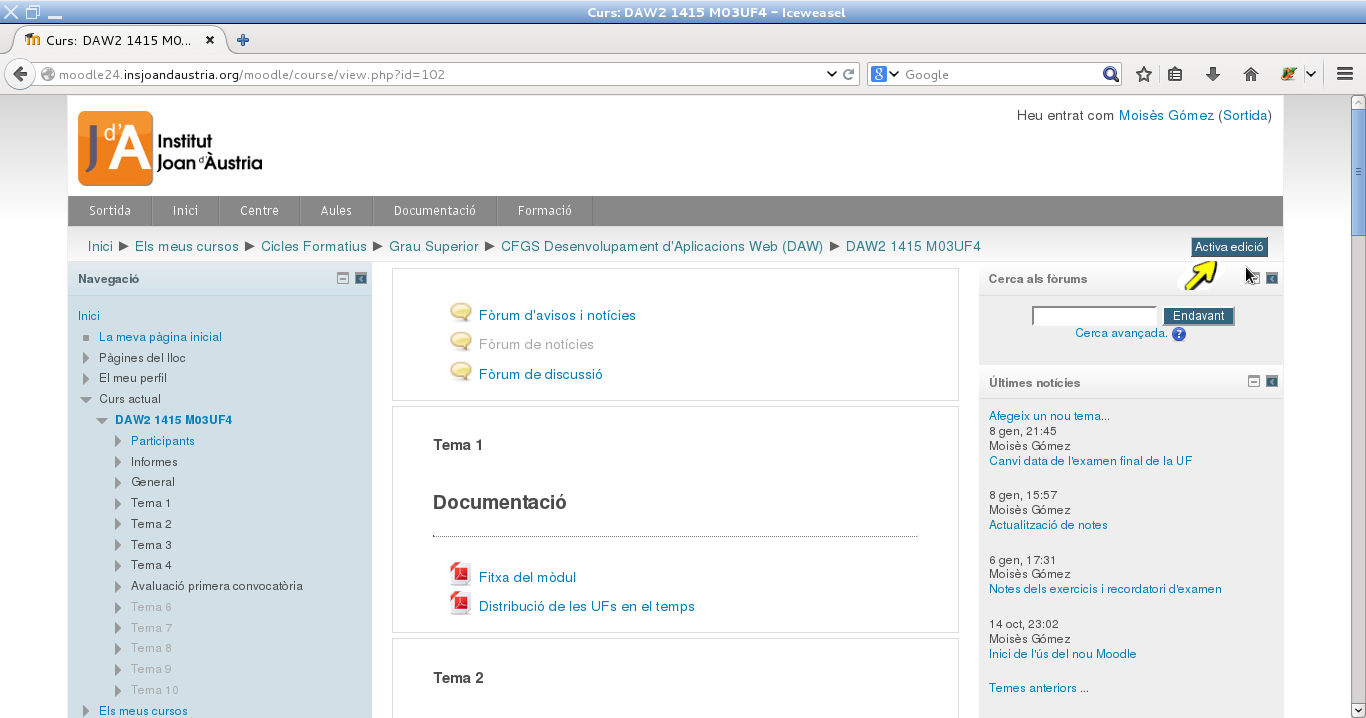 Curs: DAW2 1415 M03UF4 – Iceweasel
Curs: DAW2 1415 M0...
moodle24.insjoandaustria.org/moodle/course/view.php?id=102
Google
Heu entrat com Moisès Gómez (Sortida)
J d'A
Institut
Joan d'Àustria
Sortida
Inici
Centre
Aules
Documentació
Formació
Inici ► Els meus cursos ► Cicles Formatius ► Grau Superior ► CFGS Desenvolupament d'Aplicacions Web (DAW) ► DAW2 1415 M03UF4
Activa edició
Navegació
Inici
La meva pàgina inicial
Pàgines del lloc
El meu perfil
Curs actual
DAW2 1415 M03UF4
Participants
Informes
General
Tema 1
Tema 2
Tema 3
Tema 4
Avaluació primera convocatòria
Tema 6
Tema 7
Tema 8
Tema 9
Tema 10
Els meus cursos
Fòrum d'avisos i notícies
Fòrum de notícies
Fòrum de discussió
Tema 1
Documentació
Fitxa del mòdul
Distribució de les UFs en el temps
Tema 2
Cerca als fòrums
Endavant
Cerca avançada. ?
Últimes notícies
Afegeix un nou tema...
8 gen, 21:45
Moisès Gómez
Canvi data de l'examen final de la UF
8 gen, 15:57
Moisès Gómez
Actualització de notes
6 gen, 17:31
Moisès Gómez
Notes dels exercicis i recordatori d'examen
14 oct, 23:02
Moisès Gómez
Inici de l'ús del nou Moodle
Temes anteriors ...